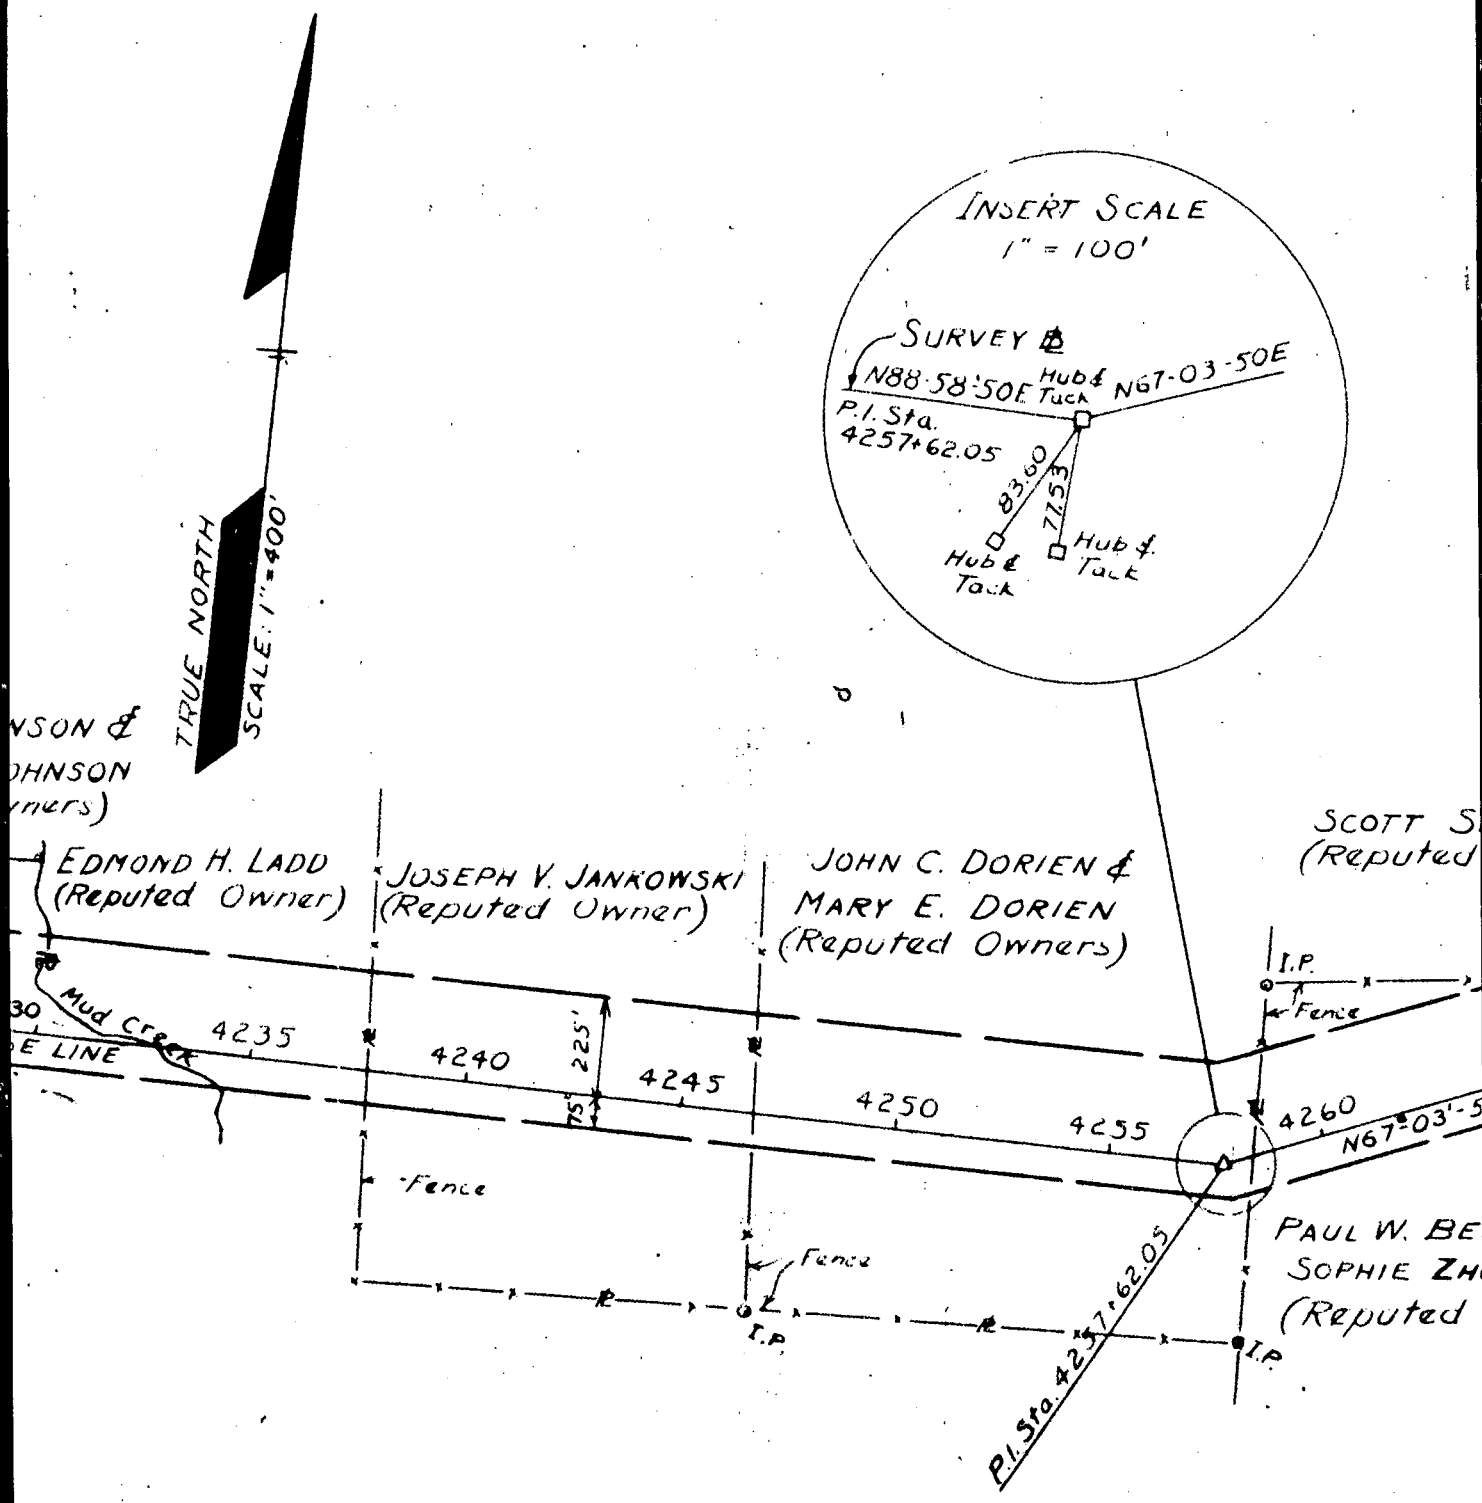 INSERT SCALE
1" = 100'
SURVEY ℄
N88-58'-50E
Hub &
Tack
N67-03-50E
P.I. Sta.
4257+62.05
83.60
77.53
Hub &
Tack
Hub &
Tack
TRUE NORTH
SCALE: 1"=400'
NSON &
OHNSON
ners)
EDMOND H. LADD
(Reputed Owner)
JOSEPH V. JANKOWSKI
(Reputed Owner)
JOHN C. DORIEN &
MARY E. DORIEN
(Reputed Owners)
SCOTT S
(Reputed
I.P.
Fence
30
Mud Creek
E LINE
4235
4240
225'
75'
4245
4250
4255
4260
N67-03'-5
Fence
Fence
I.P.
I.P.
P.I. Sta. 4257+62.05
PAUL W. BE
SOPHIE ZH
(Reputed